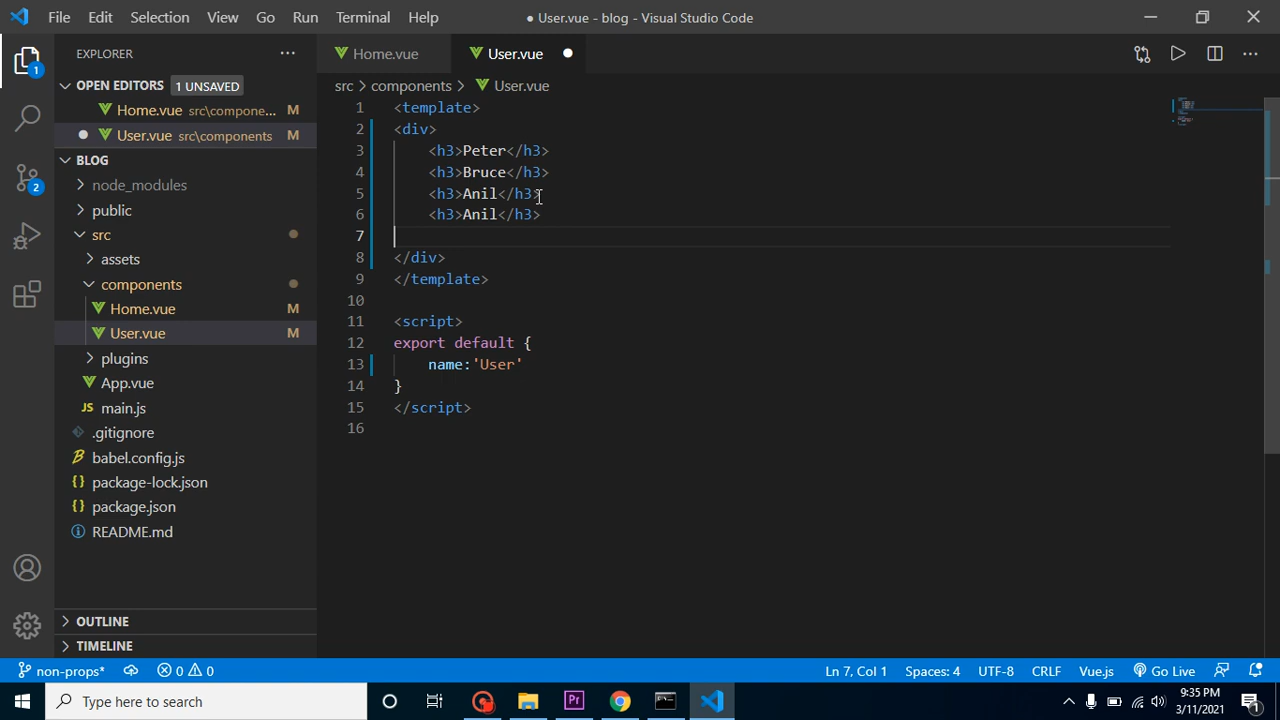 File Edit Selection View Go Run Terminal Help
● User.vue - blog - Visual Studio Code
EXPLORER
OPEN EDITORS 1 UNSAVED
Home.vue src\compone... M
User.vue src\components M
BLOG
node_modules
public
src
assets
components
Home.vue M
User.vue M
plugins
App.vue
JS main.js
.gitignore
babel.config.js
package-lock.json
package.json
README.md
OUTLINE
TIMELINE
1
2
Home.vue
User.vue
src > components > User.vue
1 <template>
2 <div>
3 <h3>Peter</h3>
4 <h3>Bruce</h3>
5 <h3>Anil</h3>
6 <h3>Anil</h3>
7
8 </div>
9 </template>
10
11 <script>
12 export default {
13 name:'User'
14 }
15 </script>
16
non-props* 0 0
Ln 7, Col 1 Spaces: 4 UTF-8 CRLF Vue.js Go Live
Type here to search
Pr
9:35 PM
3/11/2021
1